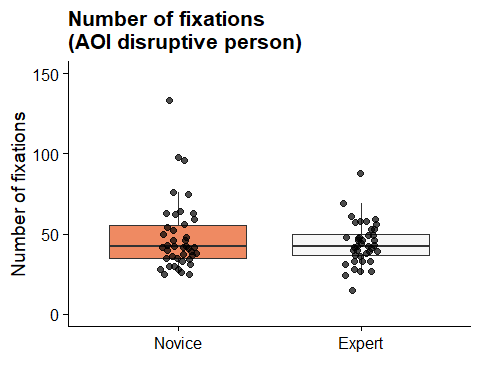 Number of fixations
(AOI disruptive person)
Number of fixations
150
100
50
0
Novice
Expert